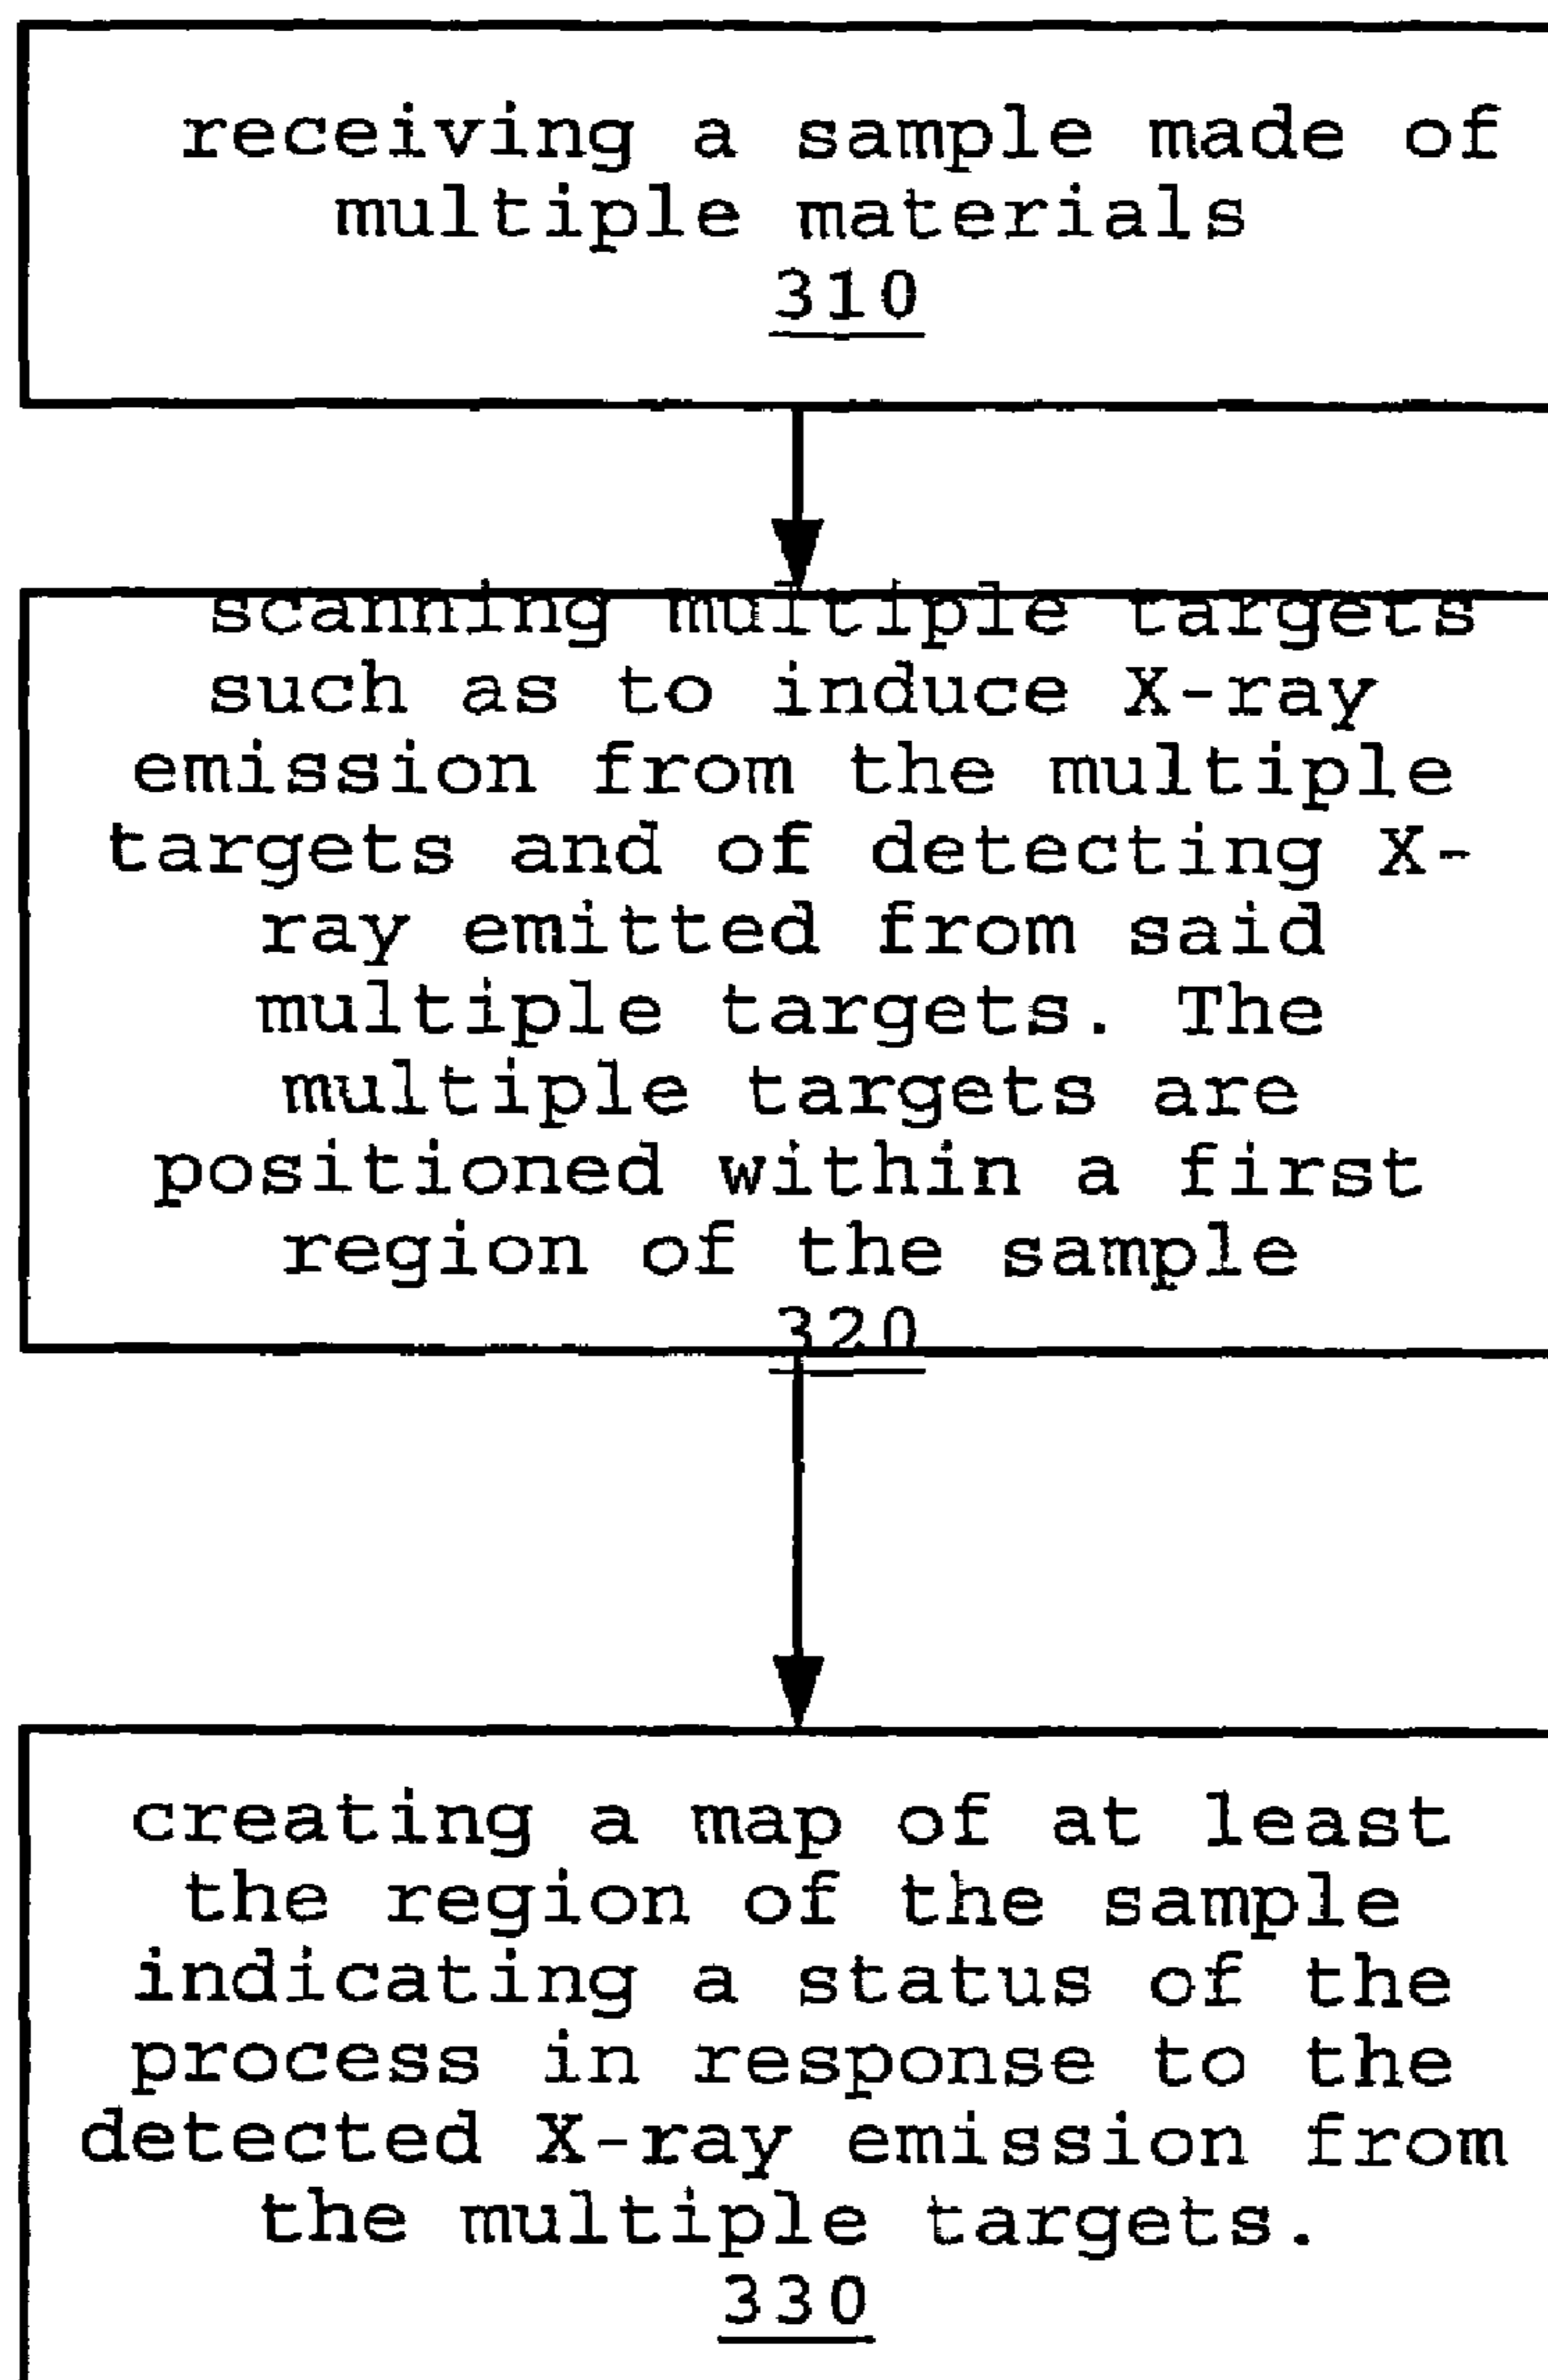 receiving a sample made of
multiple materials
310
scanning multiple targets
such as to induce X-ray
emission from the multiple
targets and of detecting X-
ray emitted from said
multiple targets. The
multiple targets are
positioned within a first
region of the sample
320
creating a map of at least
the region of the sample
indicating a status of the
process in response to the
detected X-ray emission from
the multiple targets.
330